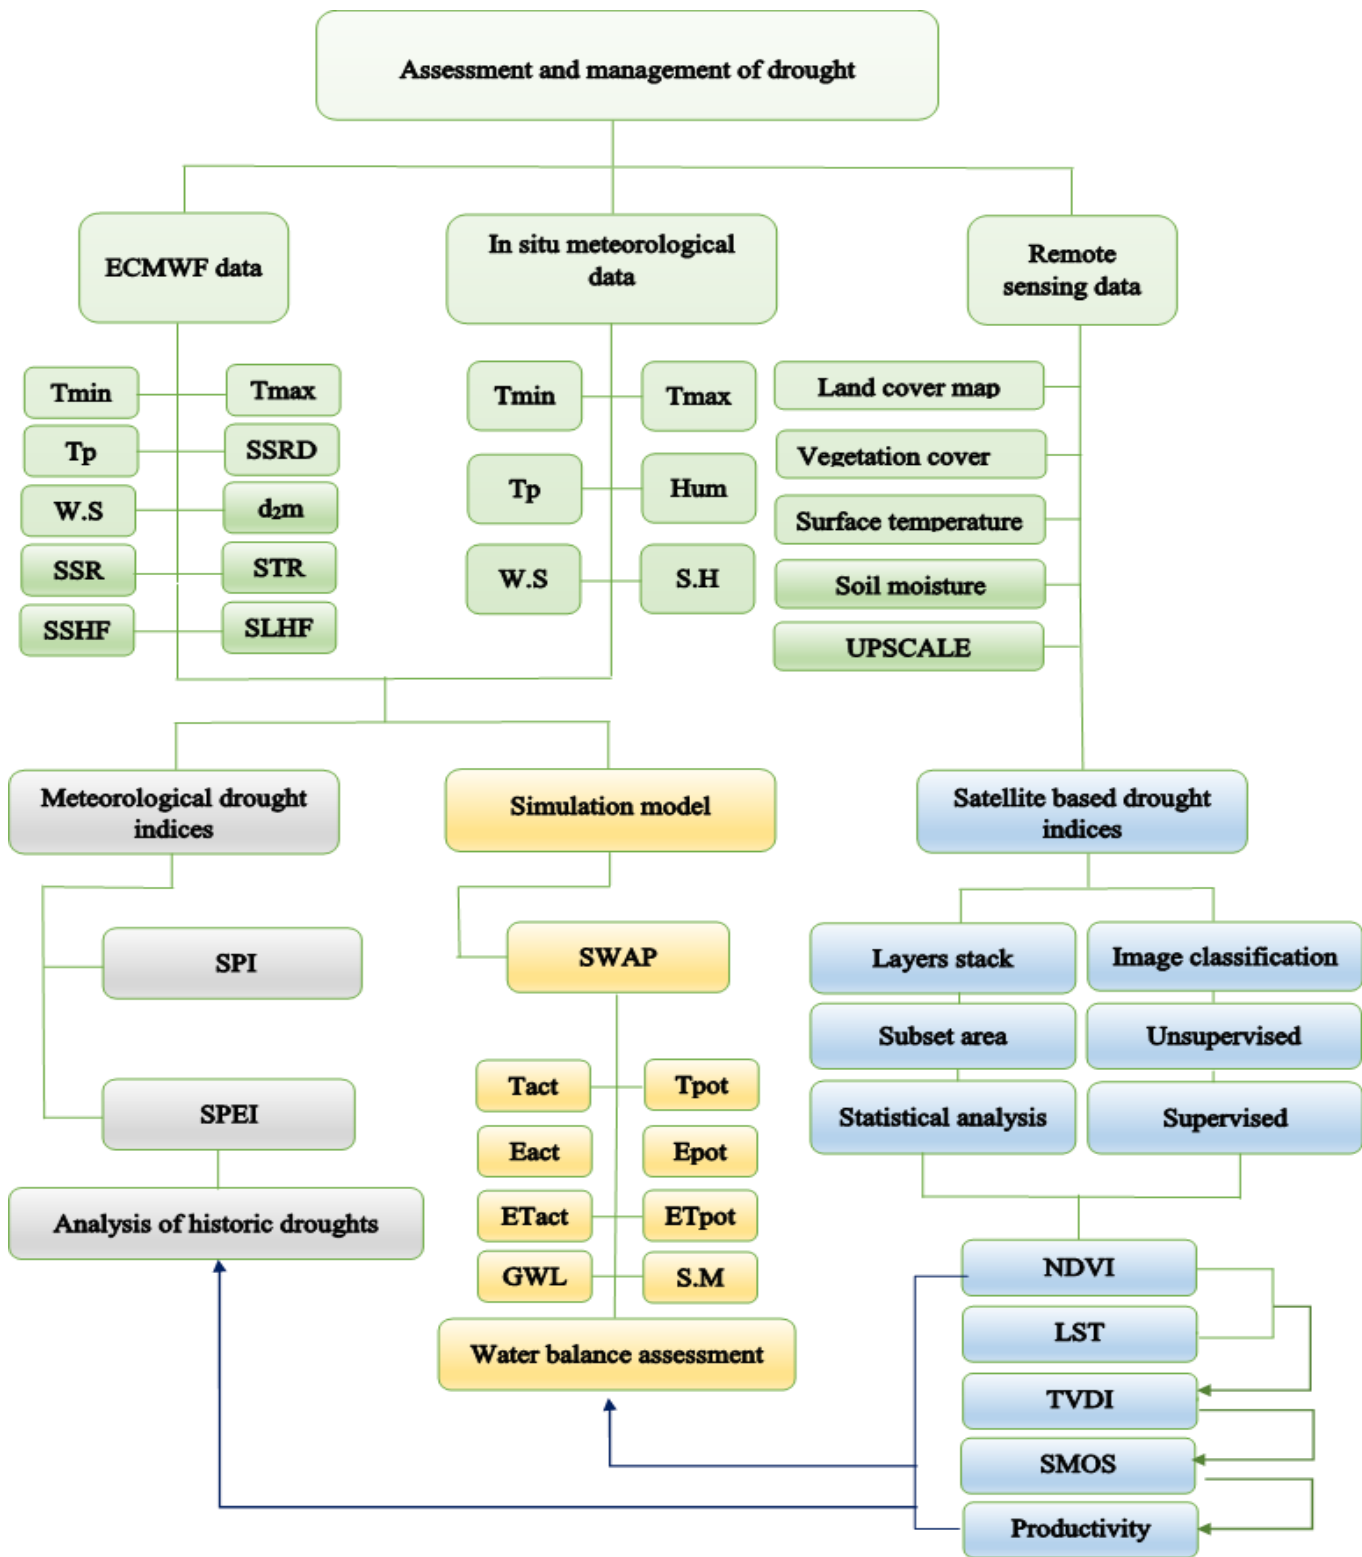 Assessment and management of drought
ECMWF data
In situ meteorological
data
Remote
sensing data
Tmin
Tmax
Tp
SSRD
W.S
d₂m
SSR
STR
SSHF
SLHF
Tmin
Tmax
Tp
Hum
W.S
S.H
Land cover map
Vegetation cover
Surface temperature
Soil moisture
UPSCALE
Meteorological drought
indices
SPI
SPEI
Analysis of historic droughts
Simulation model
SWAP
Tact
Tpot
Eact
Epot
ETact
ETpot
GWL
S.M
Water balance assessment
Satellite based drought
indices
Layers stack
Image classification
Subset area
Unsupervised
Statistical analysis
Supervised
NDVI
LST
TVDI
SMOS
Productivity